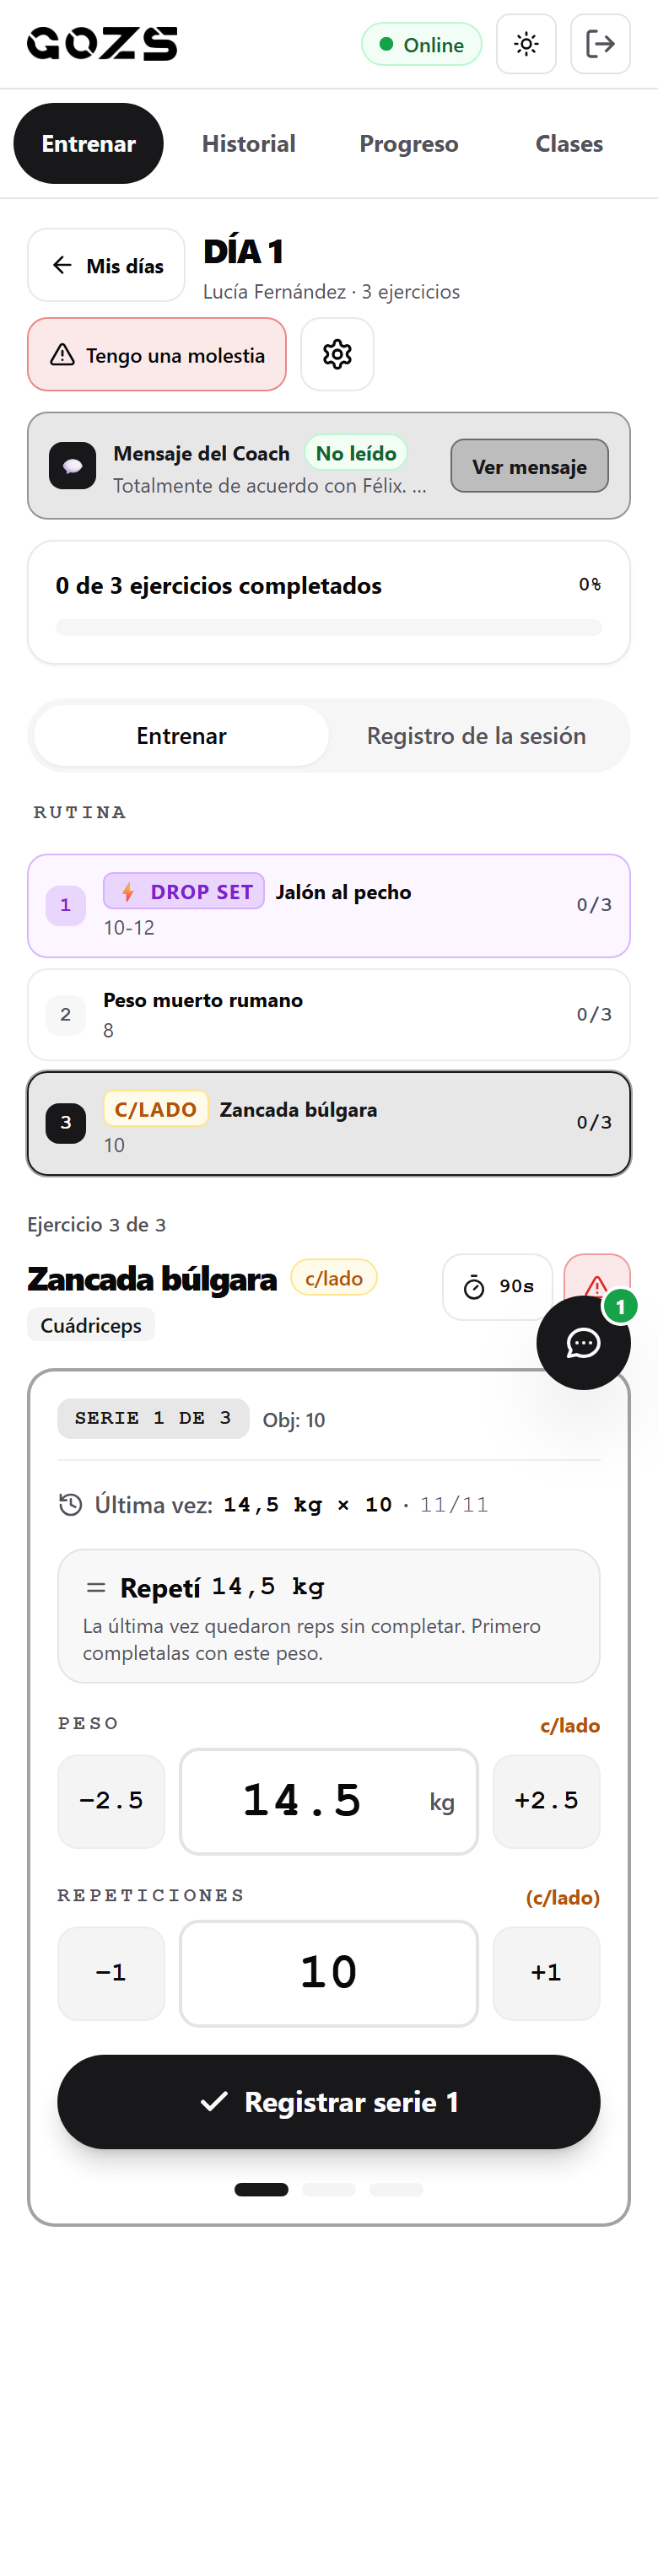 GOZS
Online
Entrenar Historial Progreso Clases
Mis días
DÍA 1
Lucía Fernández · 3 ejercicios
Tengo una molestia
Mensaje del Coach No leído
Totalmente de acuerdo con Félix. ...
Ver mensaje
0 de 3 ejercicios completados 0%
Entrenar Registro de la sesión
RUTINA
1 DROP SET Jalón al pecho 0/3
10-12
2 Peso muerto rumano 0/3
8
3 C/LADO Zancada búlgara 0/3
10
Ejercicio 3 de 3
Zancada búlgara c/lado 90s
1
Cuádriceps
SERIE 1 DE 3 Obj: 10
Última vez: 14,5 kg × 10 · 11/11
= Repetí 14,5 kg
La última vez quedaron reps sin completar. Primero
completalas con este peso.
PESO c/lado
−2.5 14.5 kg +2.5
REPETICIONES (c/lado)
−1 10 +1
Registrar serie 1